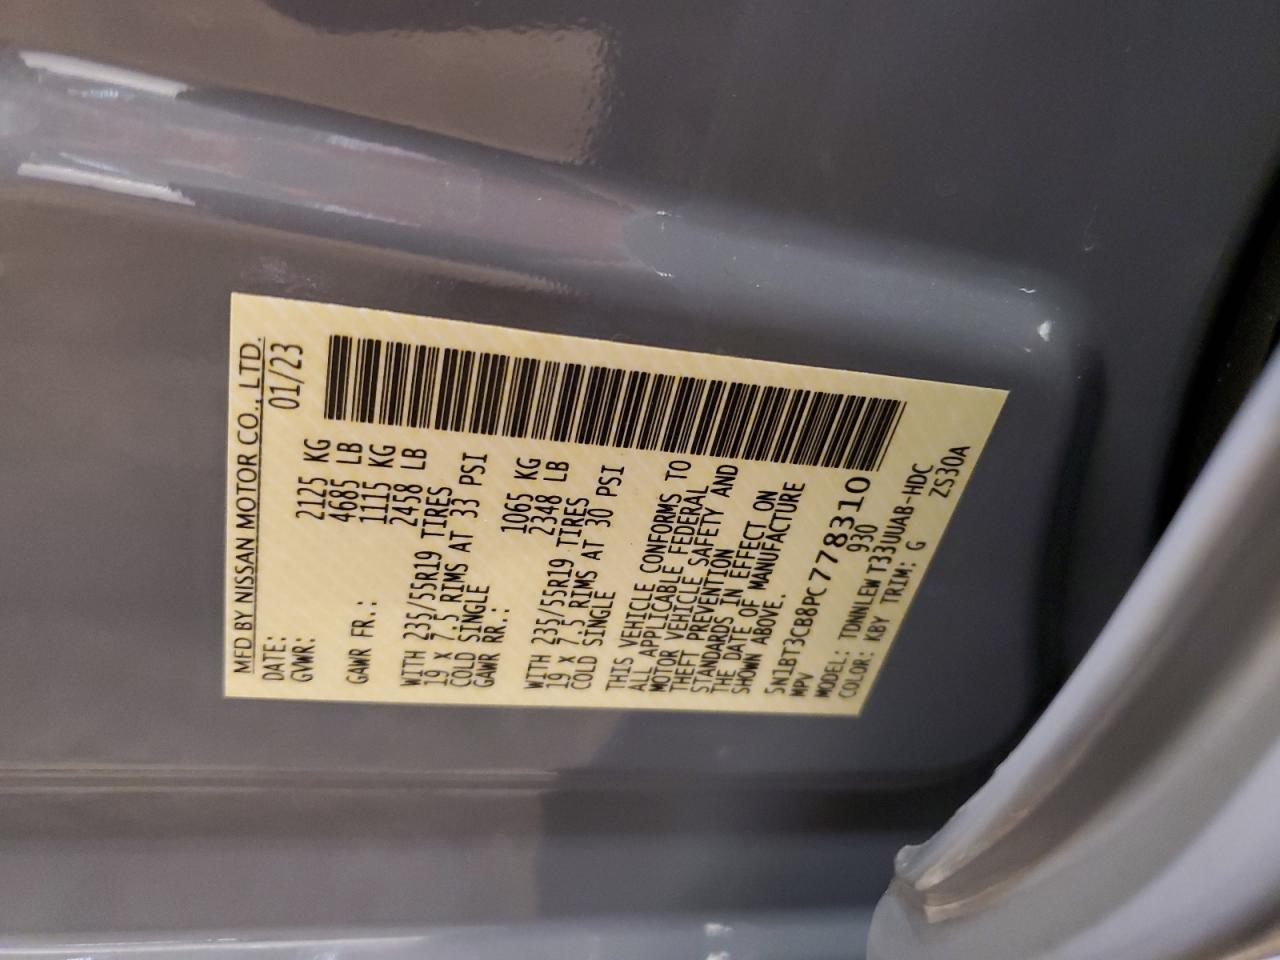 MFD BY NISSAN MOTOR CO., LTD.
DATE: 01/23
GVWR: 2125 KG
4685 LB
GAWR FR.: 1115 KG
2458 LB
WITH 235/55R19 TIRES
19 X 7.5 RIMS AT 33 PSI
COLD SINGLE
GAWR RR.: 1065 KG
2348 LB
WITH 235/55R19 TIRES
19 X 7.5 RIMS AT 30 PSI
COLD SINGLE
THIS VEHICLE CONFORMS TO
ALL APPLICABLE FEDERAL
MOTOR VEHICLE SAFETY AND
THEFT PREVENTION
STANDARDS IN EFFECT ON
THE DATE OF MANUFACTURE
SHOWN ABOVE.
5N1BT3CB8PC778310
MPV 930
MODEL: TONNLEW T33UUAB-HDC
COLOR: KBY TRIM: G ZS30A